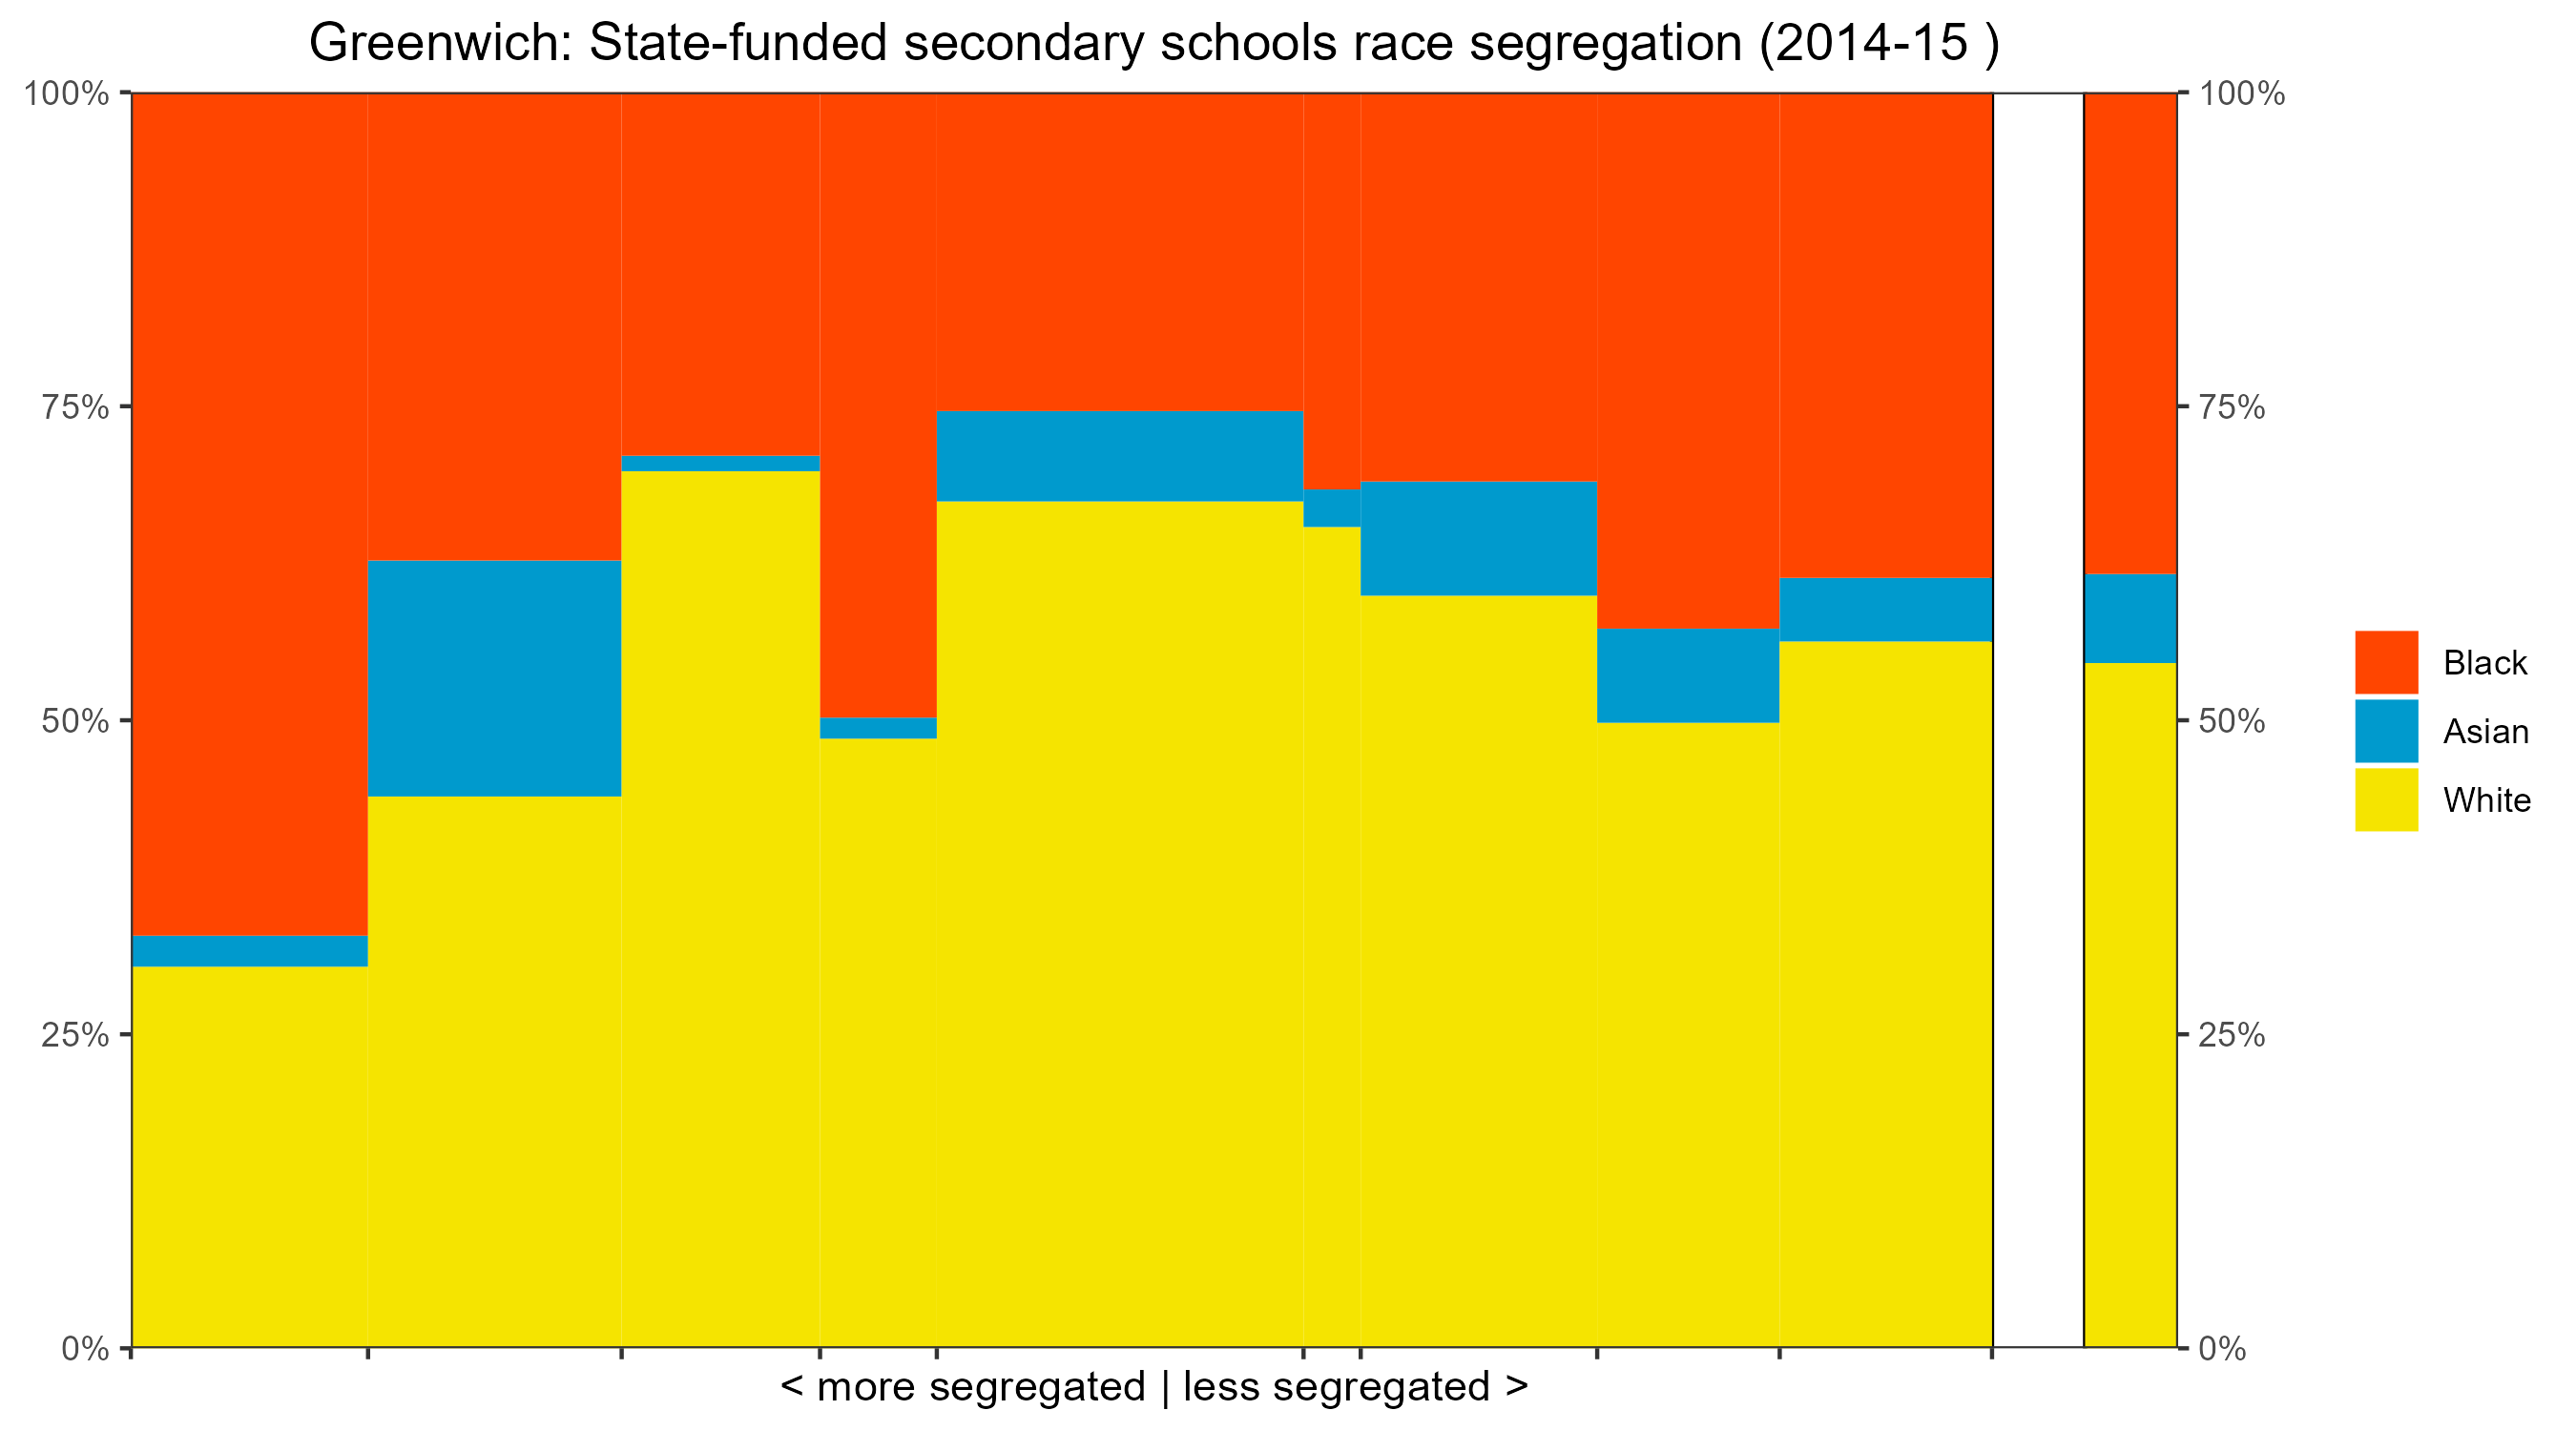 Greenwich: State-funded secondary schools race segregation (2014-15 )
100%
75%
50%
25%
0%
100%
75%
50%
25%
0%
Black
Asian
White
< more segregated | less segregated >